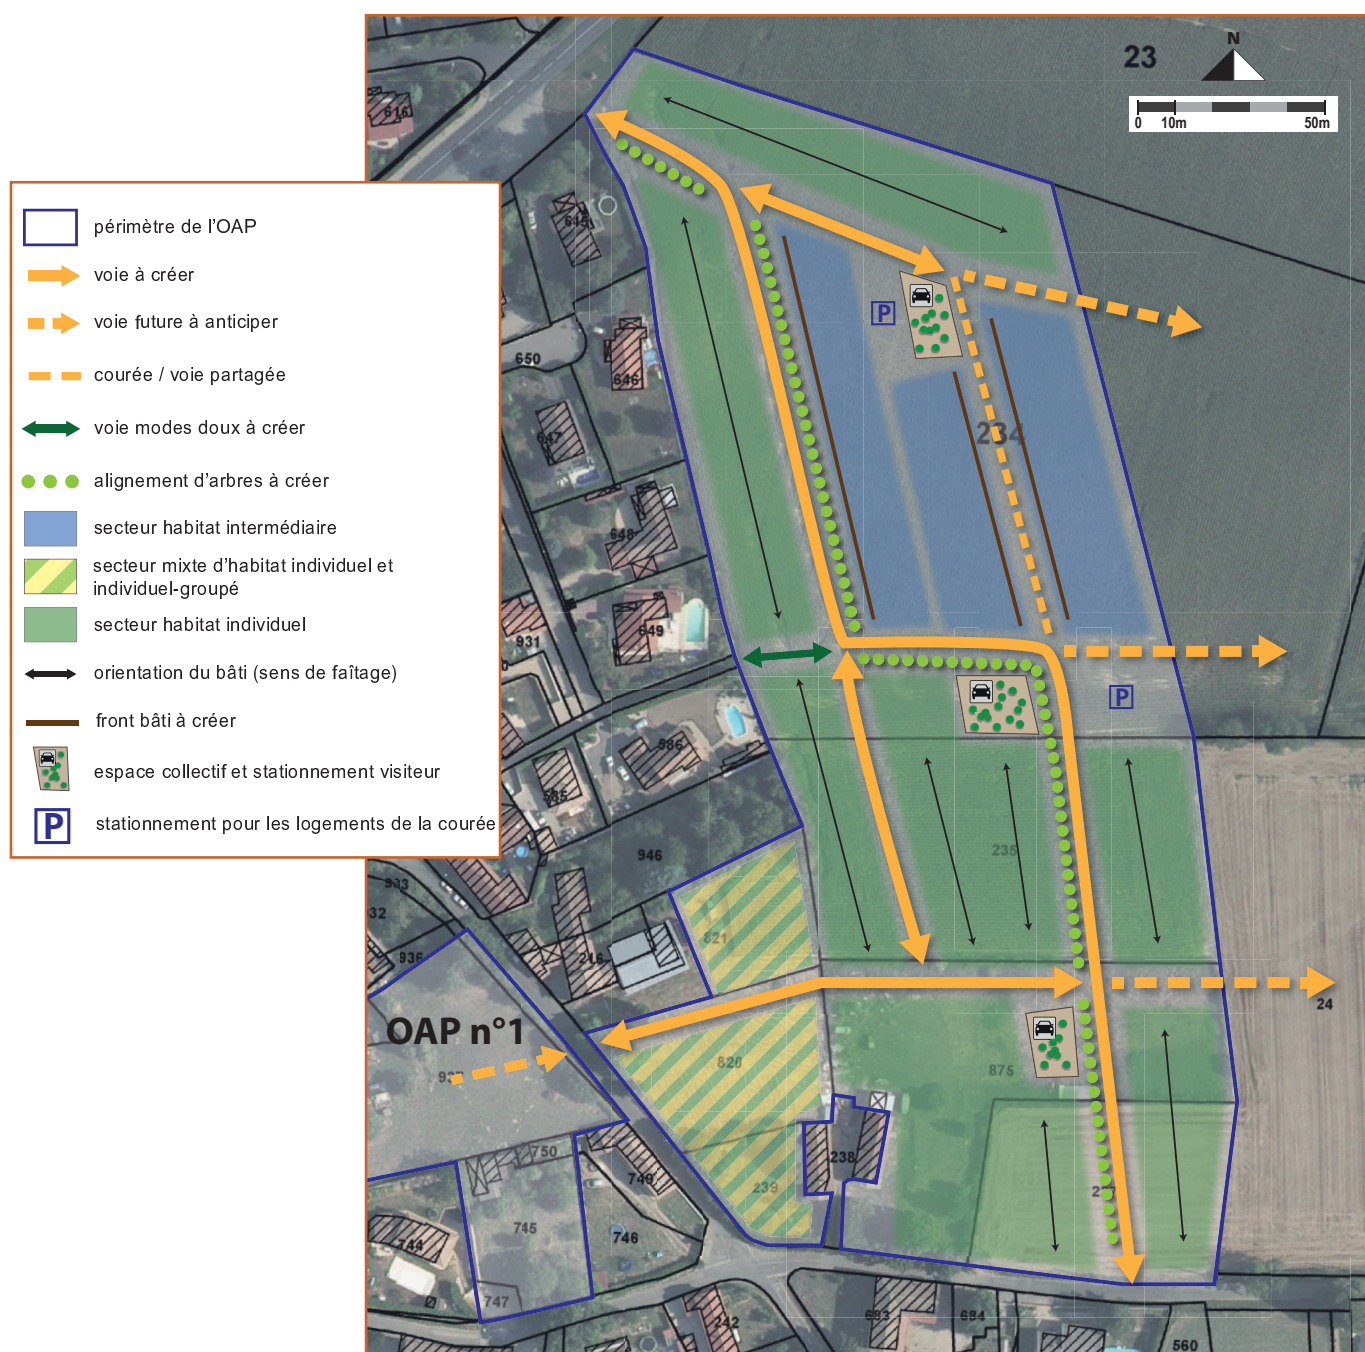 23
N
0 10m 50m
616
périmètre de l'OAP
voie à créer
voie future à anticiper
courée / voie partagée
voie modes doux à créer
alignement d'arbres à créer
secteur habitat intermédiaire
secteur mixte d'habitat individuel et
individuel-groupé
secteur habitat individuel
orientation du bâti (sens de faîtage)
front bâti à créer
espace collectif et stationnement visiteur
P stationnement pour les logements de la courée
645
P
650
646
234
647
648
931
649
P
586
585
235
946
933
32
821
936
216
24
OAP n°1
820
875
750
238
749
239
745
746
744
747
242
683
684
560